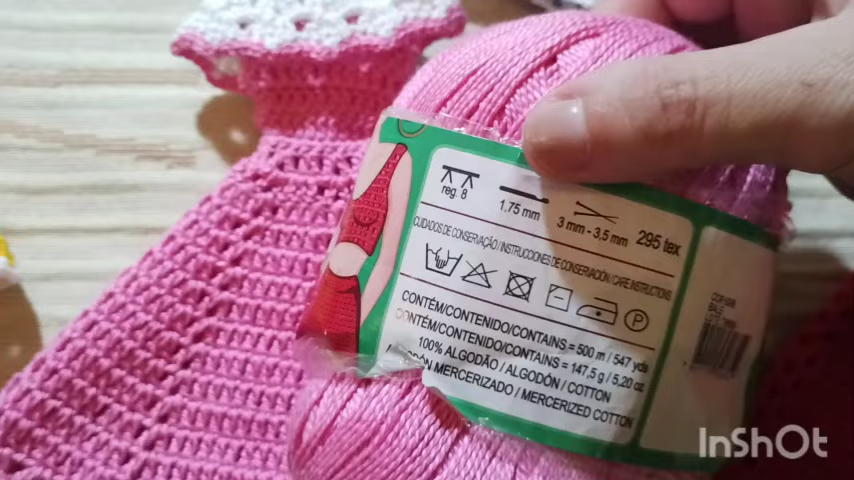 reg. 8
1,75 mm
3 mm - 3,5 mm
295 tex
CUIDADOS DE CONSERVAÇÃO/INSTRUCCIONES DE CONSERVACIÓN/CARE INSTRUCTIONS
P
CONTÉM/CONTENIDO/CONTAINS = 500 m / 547 yds
CONTÉM/CONTENIDO/CONTAINS = 147,5 g / 5,20 oz
100% ALGODÃO / ALGODÓN / COTTON
MERCERIZADO / MERCERIZED COTTON
InShOt